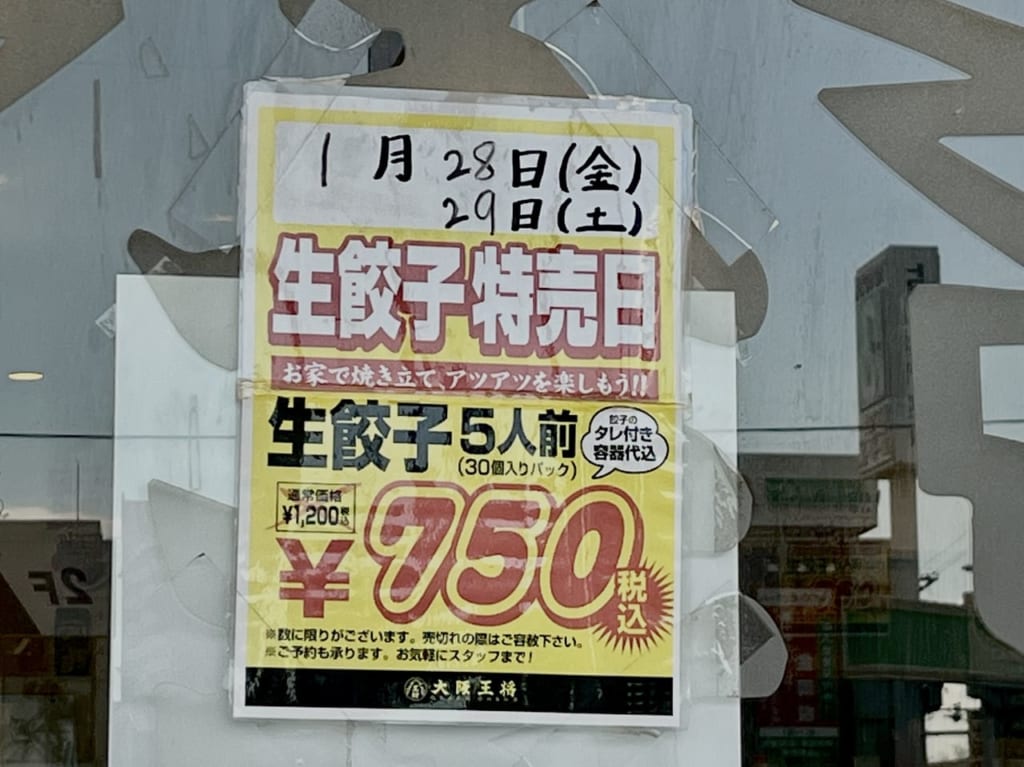 1月28日(金)
29日(土)
生餃子特売日
お家で焼き立て、アツアツを楽しもう!!
生餃子5人前
(30個入りパック)
餃子の
タレ付き
容器代込
通常価格
¥1,200税込
¥750
税込
※数に限りがございます。売切れの際はご容赦下さい。
※ご予約も承ります。お気軽にスタッフまで!
大阪王将
2F